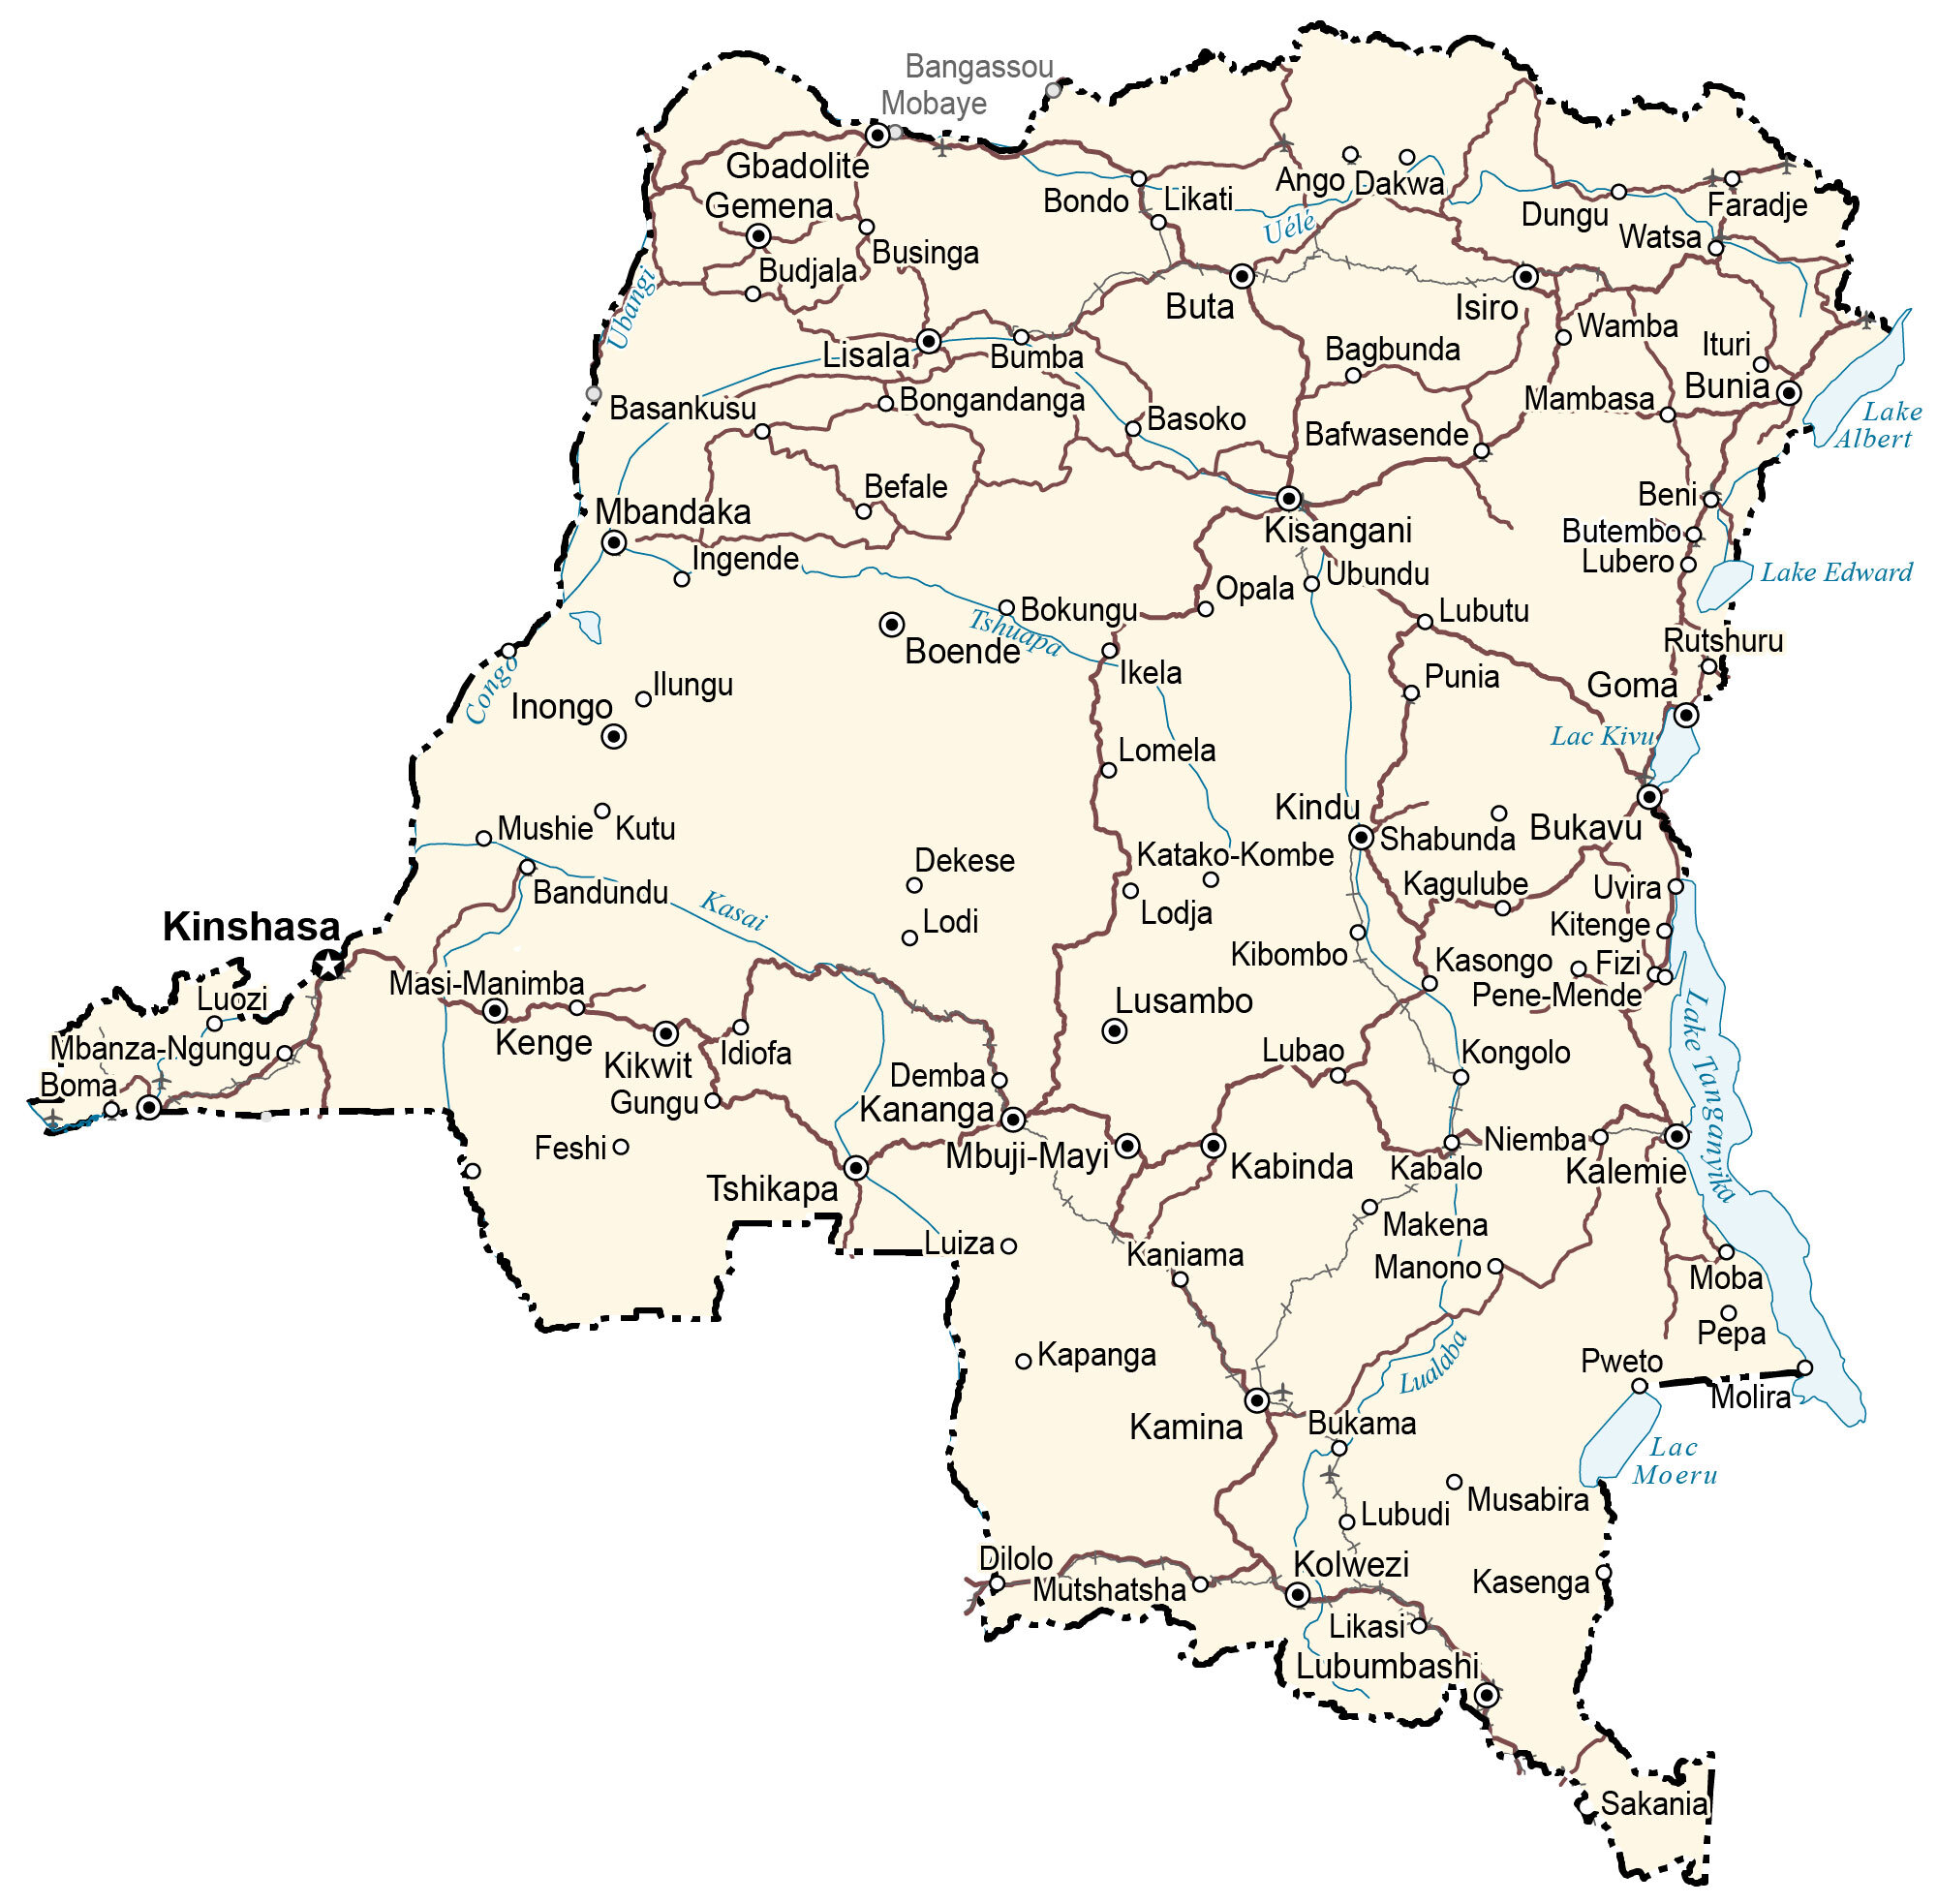 Bangassou
Mobaye
Gbadolite
Gemena
Businga
Budjala
Ubangi
Bondo
Likati
Uélé
Ango
Dakwa
Dungu
Faradje
Watsa
Buta
Isiro
Wamba
Ituri
Bunia
Lisala
Bumba
Bagbunda
Mambasa
Lake
Albert
Basankusu
Bongandanga
Basoko
Bafwasende
Befale
Beni
Mbandaka
Kisangani
Butembo
Lubero
Lake Edward
Ingende
Ubundu
Opala
Bokungu
Tshuapa
Lubutu
Boende
Ikela
Rutshuru
Congo
Ilungu
Inongo
Punia
Goma
Lac Kivu
Lomela
Kindu
Mushie
Kutu
Shabunda
Bukavu
Dekese
Katako-Kombe
Bandundu
Kagulube
Uvira
Kasai
Lodi
Lodja
Kinshasa
Kitenge
Kibombo
Kasongo
Fizi
Masi-Manimba
Pene-Mende
Luozi
Lusambo
Lake Tanganyika
Kenge
Mbanza-Ngungu
Kikwit
Idiofa
Lubao
Kongolo
Boma
Demba
Gungu
Kananga
Feshi
Mbuji-Mayi
Kabinda
Niemba
Kabalo
Kalemie
Tshikapa
Makena
Luiza
Kaniama
Manono
Moba
Pepa
Kapanga
Lualaba
Pweto
Molira
Kamina
Bukama
Lac
Moeru
Musabira
Lubudi
Dilolo
Kolwezi
Mutshatsha
Kasenga
Likasi
Lubumbashi
Sakania